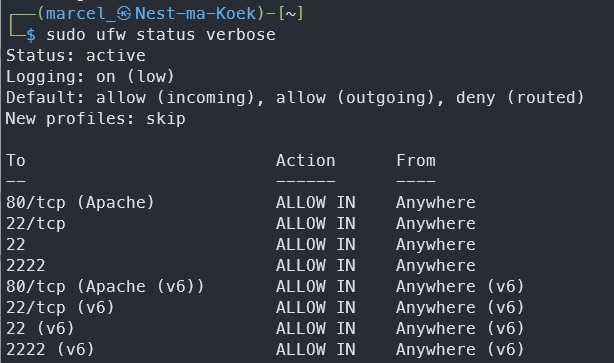 ┌──(marcel_㉿Nest-ma-Koek)-[~]
└─$ sudo ufw status verbose
Status: active
Logging: on (low)
Default: allow (incoming), allow (outgoing), deny (routed)
New profiles: skip

To                         Action      From
--                         ------      ----
80/tcp (Apache)            ALLOW IN    Anywhere
22/tcp                     ALLOW IN    Anywhere
22                         ALLOW IN    Anywhere
2222                       ALLOW IN    Anywhere
80/tcp (Apache (v6))       ALLOW IN    Anywhere (v6)
22/tcp (v6)                ALLOW IN    Anywhere (v6)
22 (v6)                    ALLOW IN    Anywhere (v6)
2222 (v6)                  ALLOW IN    Anywhere (v6)